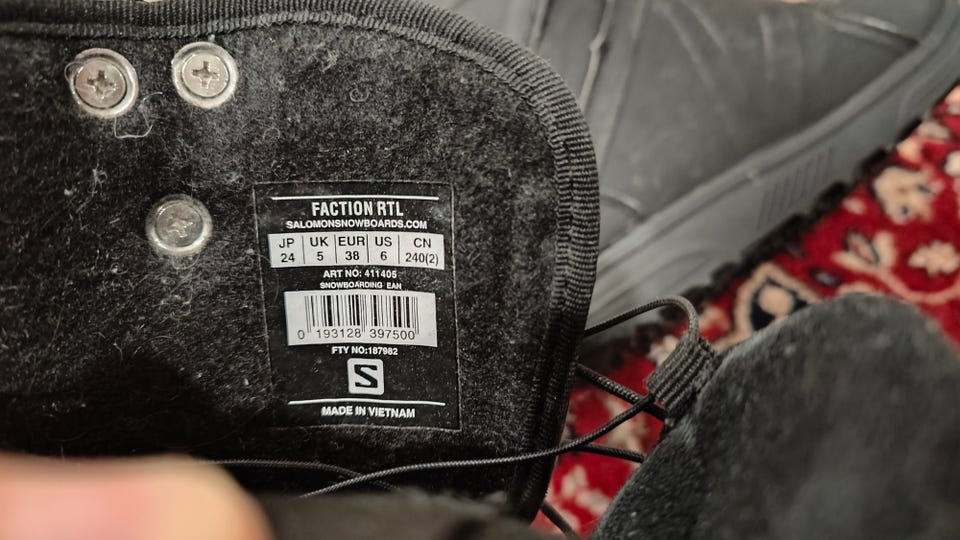 FACTION RTL
SALOMONSNOWBOARDS.COM
JP UK EUR US CN
24 5 38 6 240(2)
ART NO: 411405
SNOWBOARDING EAN
0 193128 397500
FTY NO:187982
S
MADE IN VIETNAM